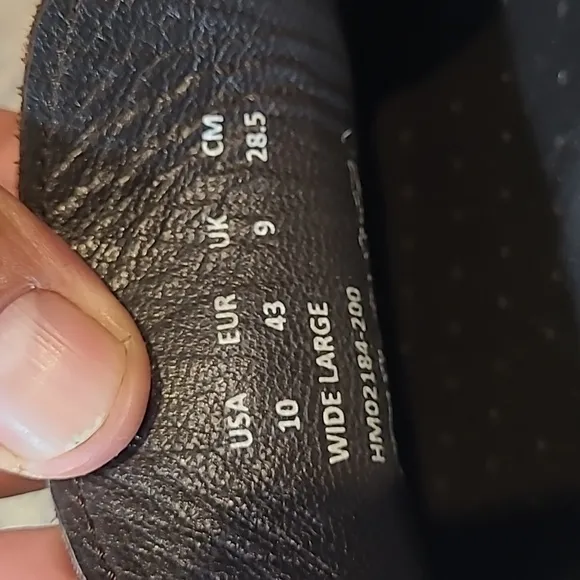 USA EUR UK CM
10 43 9 28.5
WIDE LARGE
HM02184-200